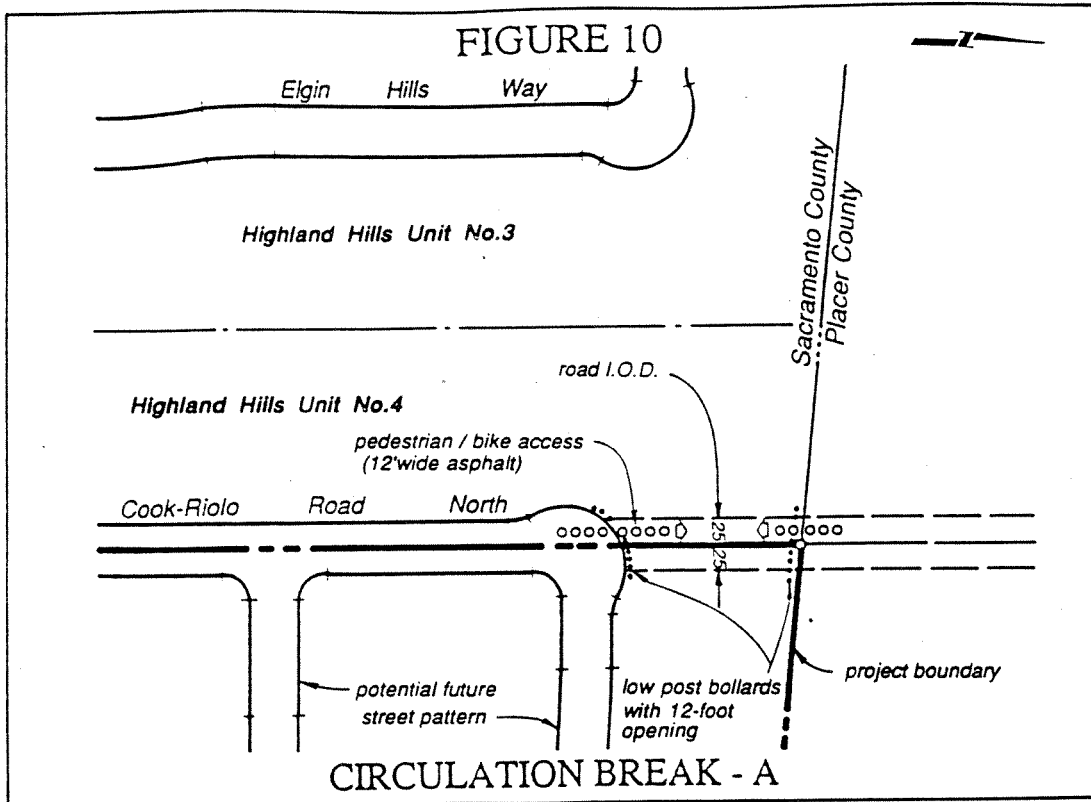 FIGURE 10
N
Elgin Hills Way
Highland Hills Unit No.3
Sacramento County
Placer County
road I.O.D.
Highland Hills Unit No.4
pedestrian / bike access
(12'wide asphalt)
Cook-Riolo Road North
25' 25'
project boundary
low post bollards
with 12-foot
opening
potential future
street pattern
CIRCULATION BREAK - A